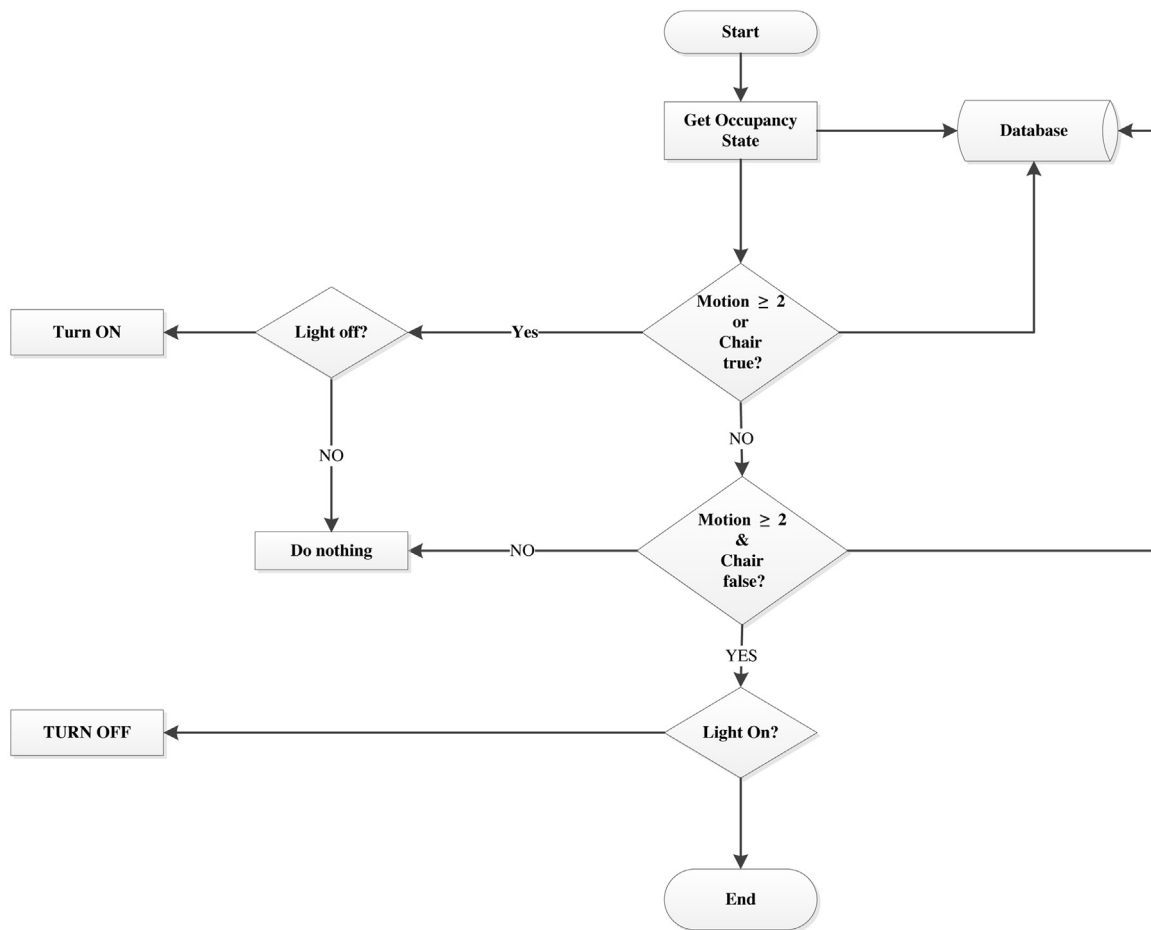 Start
Get Occupancy
State
Database
Motion ≥ 2
or
Chair
true?
Yes
Light off?
Turn ON
NO
NO
Motion ≥ 2
&
Chair
false?
NO
Do nothing
YES
Light On?
TURN OFF
End